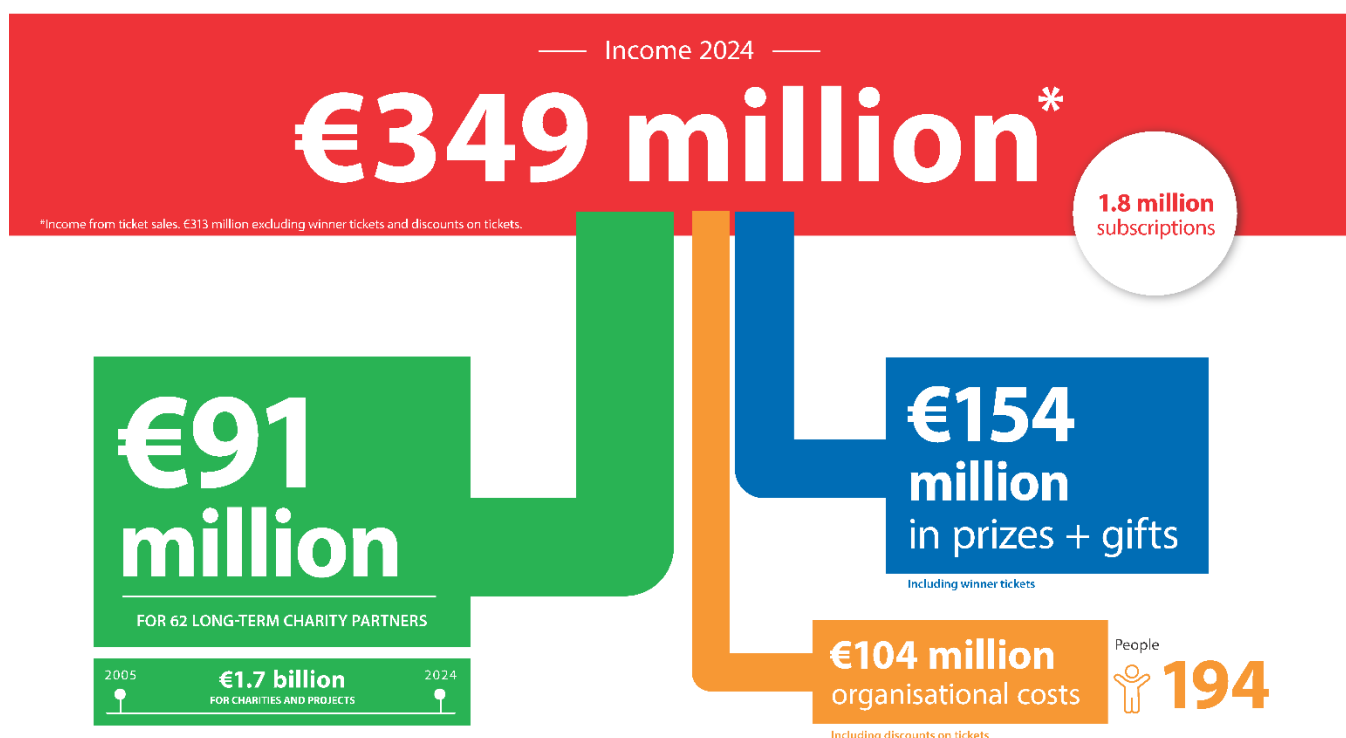 Income 2024
€349 million*
*Income from ticket sales. €313 million excluding winner tickets and discounts on tickets.
1.8 million
subscriptions
€91
million
FOR 62 LONG-TERM CHARITY PARTNERS
2005
€1.7 billion
FOR CHARITIES AND PROJECTS
2024
€154
million
in prizes + gifts
Including winner tickets
€104 million
organisational costs
Including discounts on tickets
People
194